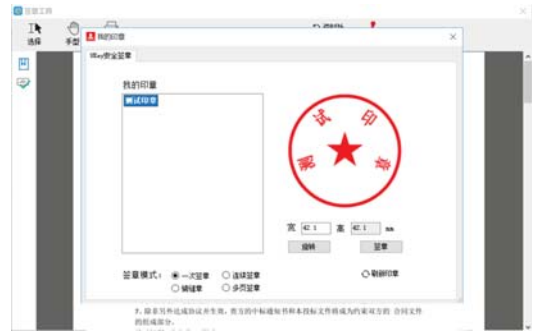 签章工具
选择
手型
我的印章
UKey安全签章
我的印章
测试印章
测试印章
宽 42.1 高 42.1 mm
旋转 签章
签章模式: 一次签章 连续签章
骑缝章 多页签章
刷新印章
7、除非另外达成协议并生效,贵方的中标通知书和本投标文件将成为约束双方的 合同文件
的组成部分。